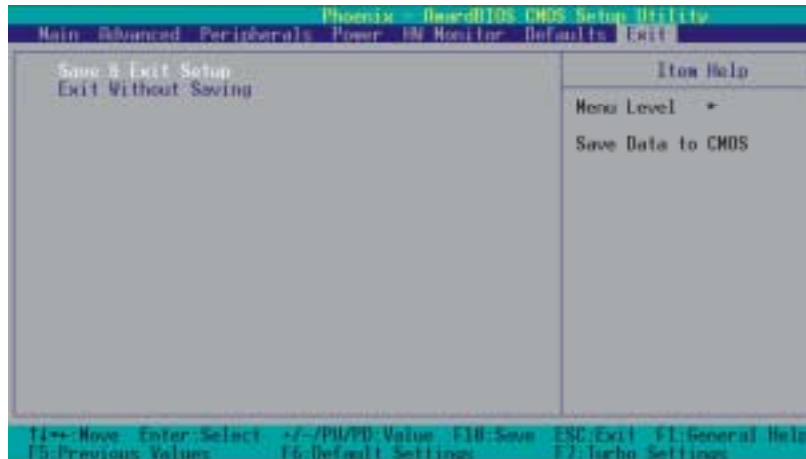 Phoenix - AwardBIOS CMOS Setup Utility
Main Advanced Peripherals Power HW Monitor Defaults Exit
Save & Exit Setup
Exit Without Saving
Item Help
Menu Level ▸
Save Data to CMOS
↑↓→←:Move Enter:Select +/-/PU/PD:Value F10:Save ESC:Exit F1:General Help
F5:Previous Values F6:Default Settings F7:Turbo Settings